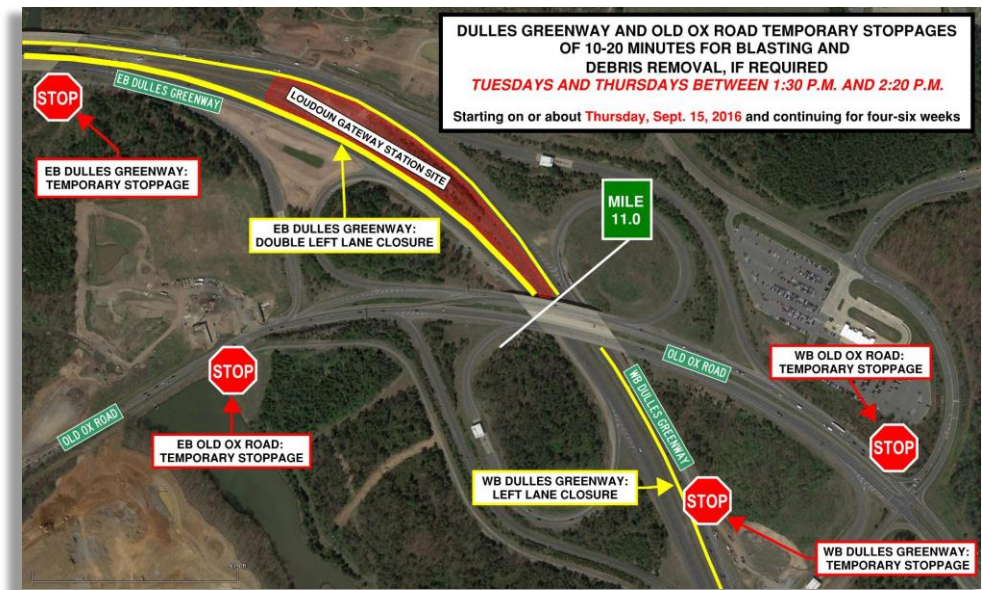 DULLES GREENWAY AND OLD OX ROAD TEMPORARY STOPPAGES
OF 10-20 MINUTES FOR BLASTING AND
DEBRIS REMOVAL, IF REQUIRED
TUESDAYS AND THURSDAYS BETWEEN 1:30 P.M. AND 2:20 P.M.
Starting on or about Thursday, Sept. 15, 2016 and continuing for four-six weeks
STOP
EB DULLES GREENWAY
LOUDOUN GATEWAY STATION SITE
EB DULLES GREENWAY:
TEMPORARY STOPPAGE
MILE
11.0
EB DULLES GREENWAY:
DOUBLE LEFT LANE CLOSURE
STOP
OLD OX ROAD
WB OLD OX ROAD:
TEMPORARY STOPPAGE
WB DULLES GREENWAY
OLD OX ROAD
STOP
EB OLD OX ROAD:
TEMPORARY STOPPAGE
WB DULLES GREENWAY:
LEFT LANE CLOSURE
STOP
WB DULLES GREENWAY:
TEMPORARY STOPPAGE